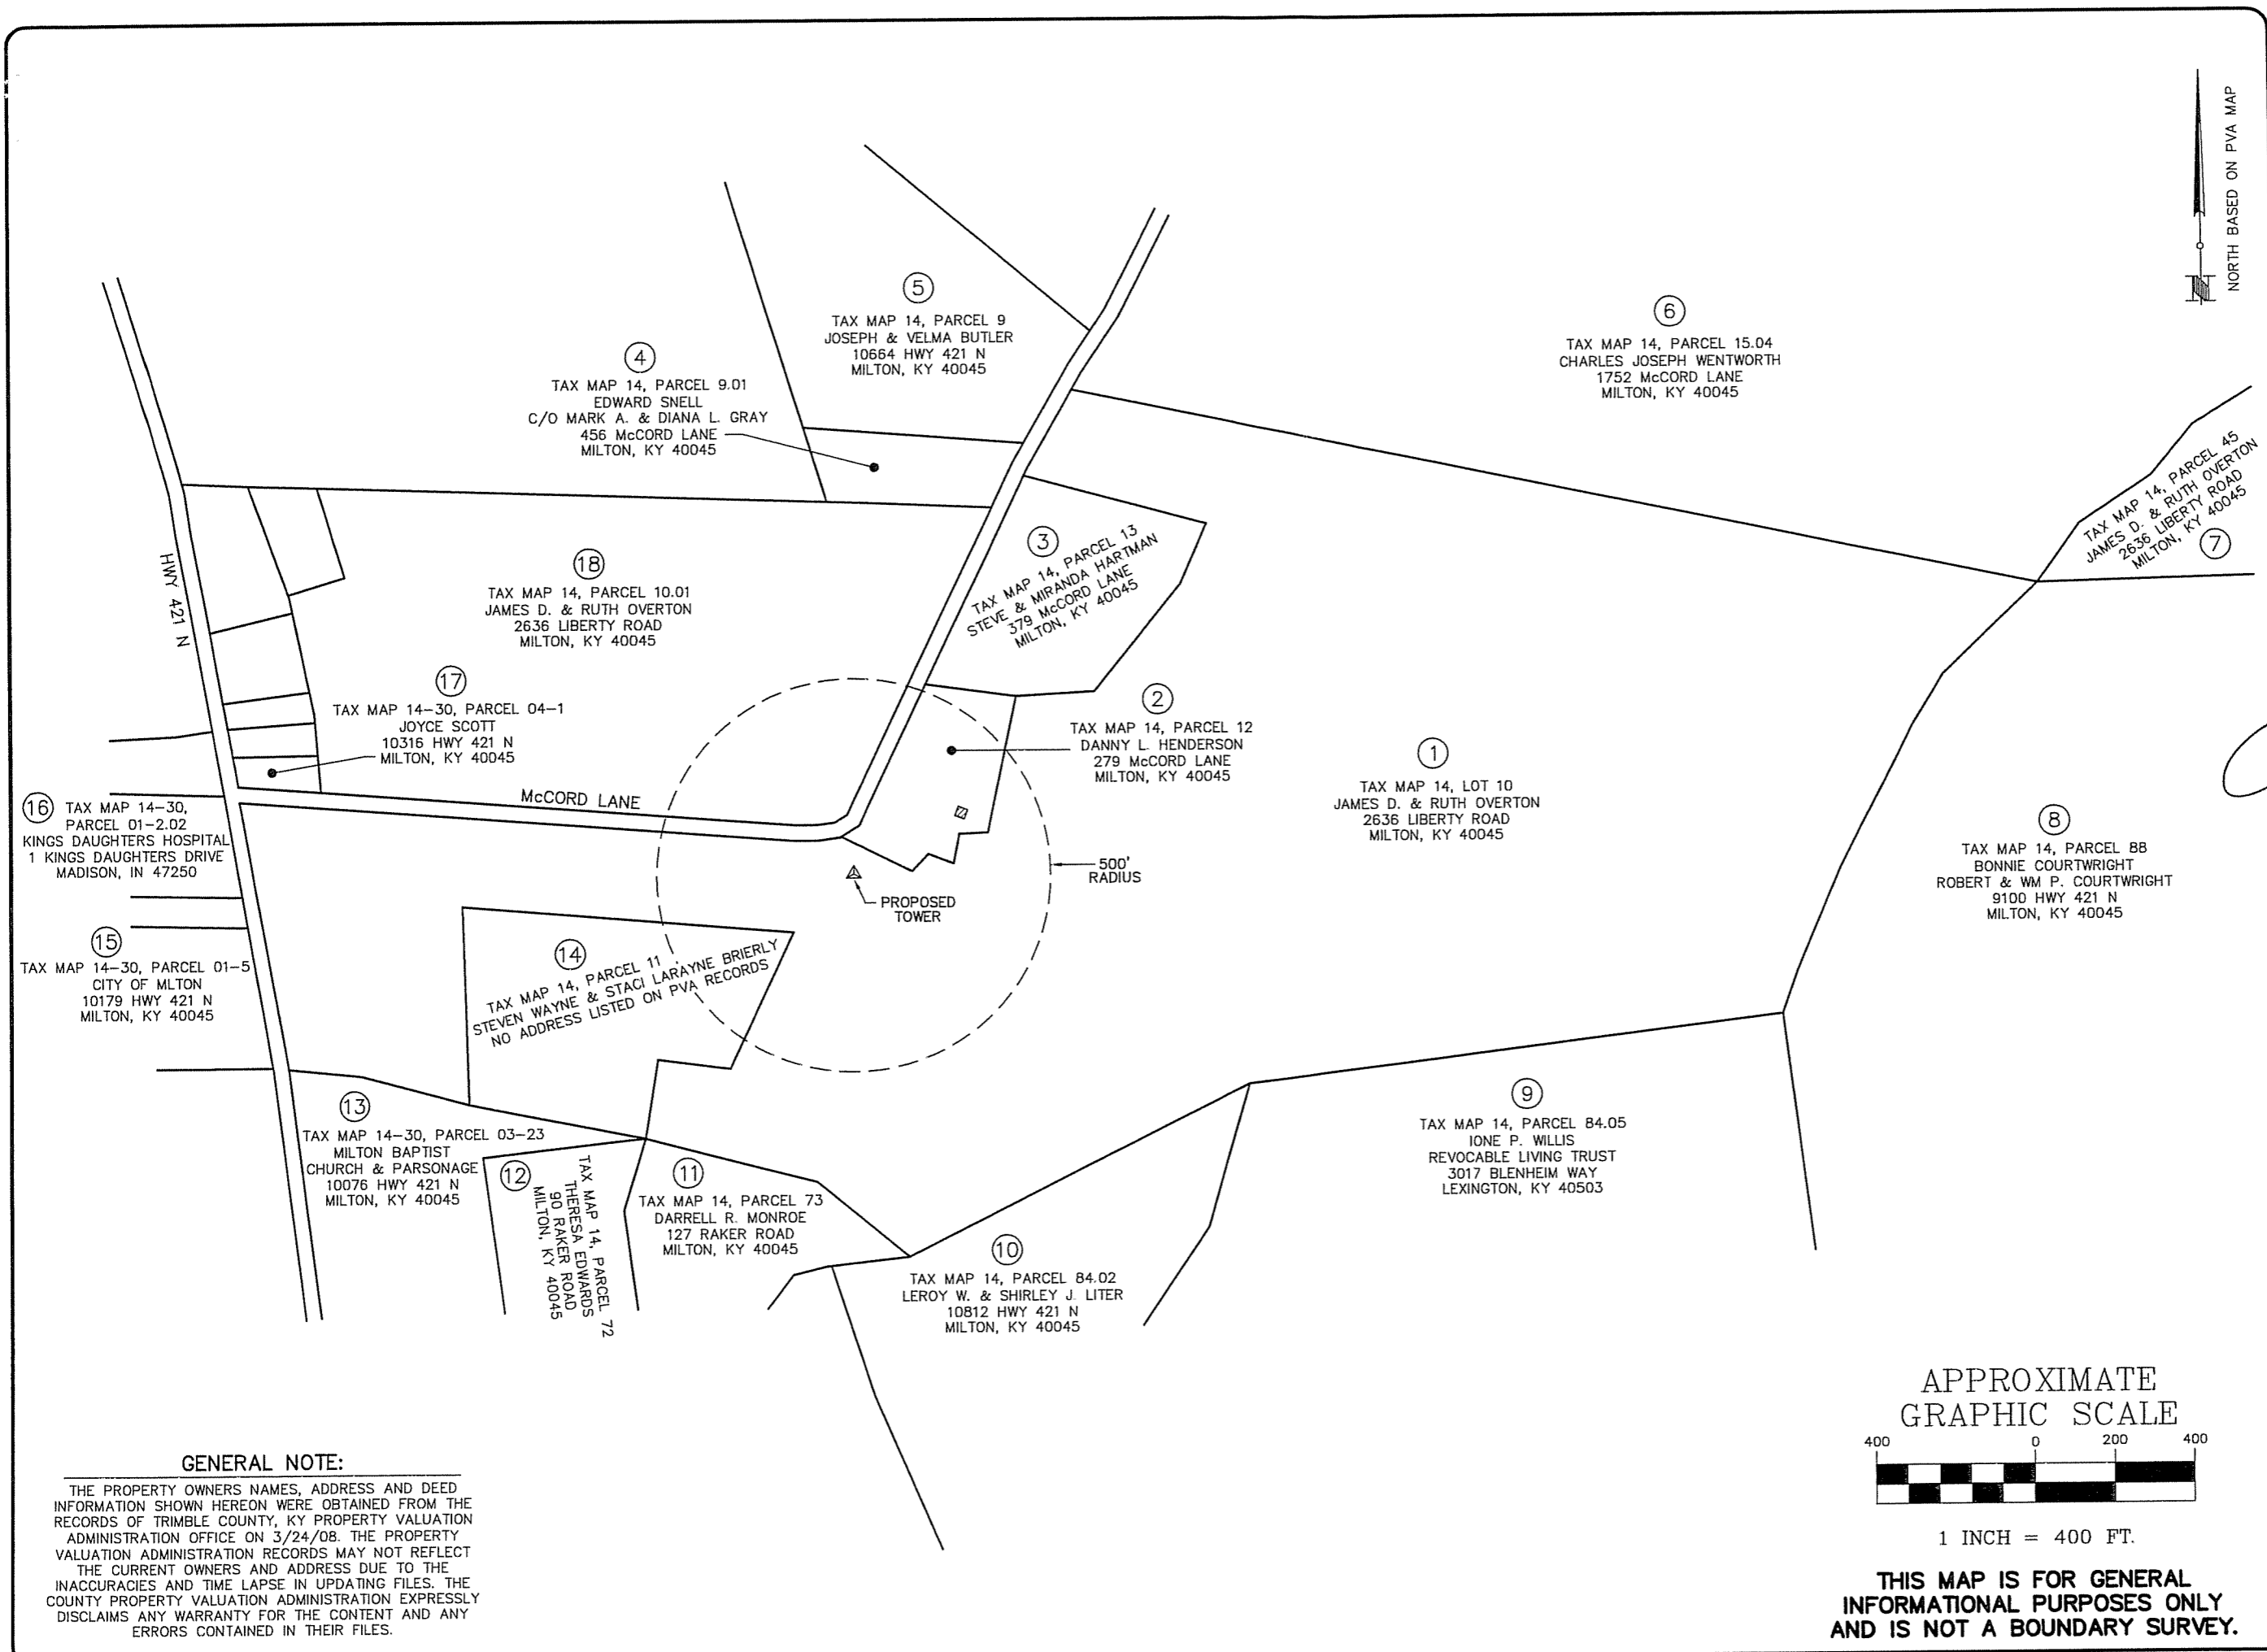 NORTH BASED ON PVA MAP
N
5
TAX MAP 14, PARCEL 9
JOSEPH & VELMA BUTLER
10664 HWY 421 N
MILTON, KY 40045
6
TAX MAP 14, PARCEL 15.04
CHARLES JOSEPH WENTWORTH
1752 McCORD LANE
MILTON, KY 40045
4
TAX MAP 14, PARCEL 9.01
EDWARD SNELL
C/O MARK A. & DIANA L. GRAY
456 McCORD LANE
MILTON, KY 40045
TAX MAP 14, PARCEL 45
JAMES D. & RUTH OVERTON
2636 LIBERTY ROAD
MILTON, KY 40045
7
HWY 421 N
18
TAX MAP 14, PARCEL 10.01
JAMES D. & RUTH OVERTON
2636 LIBERTY ROAD
MILTON, KY 40045
3
TAX MAP 14, PARCEL 13
STEVE & MIRANDA HARTMAN
379 McCORD LANE
MILTON, KY 40045
17
TAX MAP 14-30, PARCEL 04-1
JOYCE SCOTT
10316 HWY 421 N
MILTON, KY 40045
2
TAX MAP 14, PARCEL 12
DANNY L. HENDERSON
279 McCORD LANE
MILTON, KY 40045
1
TAX MAP 14, LOT 10
JAMES D. & RUTH OVERTON
2636 LIBERTY ROAD
MILTON, KY 40045
McCORD LANE
16
TAX MAP 14-30,
PARCEL 01-2.02
KINGS DAUGHTERS HOSPITAL
1 KINGS DAUGHTERS DRIVE
MADISON, IN 47250
8
TAX MAP 14, PARCEL 88
BONNIE COURTWRIGHT
ROBERT & WM P. COURTWRIGHT
9100 HWY 421 N
MILTON, KY 40045
500'
RADIUS
PROPOSED
TOWER
15
TAX MAP 14-30, PARCEL 01-5
CITY OF MLTON
10179 HWY 421 N
MILTON, KY 40045
14
TAX MAP 14, PARCEL 11
STEVEN WAYNE & STACI LARAYNE BRIERLY
NO ADDRESS LISTED ON PVA RECORDS
13
TAX MAP 14-30, PARCEL 03-23
MILTON BAPTIST
CHURCH & PARSONAGE
10076 HWY 421 N
MILTON, KY 40045
12
TAX MAP 14, PARCEL 72
THERESA EDWARDS
90 RAKER ROAD
MILTON, KY 40045
11
TAX MAP 14, PARCEL 73
DARRELL R. MONROE
127 RAKER ROAD
MILTON, KY 40045
10
TAX MAP 14, PARCEL 84.02
LEROY W. & SHIRLEY J. LITER
10812 HWY 421 N
MILTON, KY 40045
9
TAX MAP 14, PARCEL 84.05
IONE P. WILLIS
REVOCABLE LIVING TRUST
3017 BLENHEIM WAY
LEXINGTON, KY 40503
GENERAL NOTE:
THE PROPERTY OWNERS NAMES, ADDRESS AND DEED
INFORMATION SHOWN HEREON WERE OBTAINED FROM THE
RECORDS OF TRIMBLE COUNTY, KY PROPERTY VALUATION
ADMINISTRATION OFFICE ON 3/24/08. THE PROPERTY
VALUATION ADMINISTRATION RECORDS MAY NOT REFLECT
THE CURRENT OWNERS AND ADDRESS DUE TO THE
INACCURACIES AND TIME LAPSE IN UPDATING FILES. THE
COUNTY PROPERTY VALUATION ADMINISTRATION EXPRESSLY
DISCLAIMS ANY WARRANTY FOR THE CONTENT AND ANY
ERRORS CONTAINED IN THEIR FILES.
APPROXIMATE
GRAPHIC SCALE
400 0 200 400
1 INCH = 400 FT.
THIS MAP IS FOR GENERAL
INFORMATIONAL PURPOSES ONLY
AND IS NOT A BOUNDARY SURVEY.